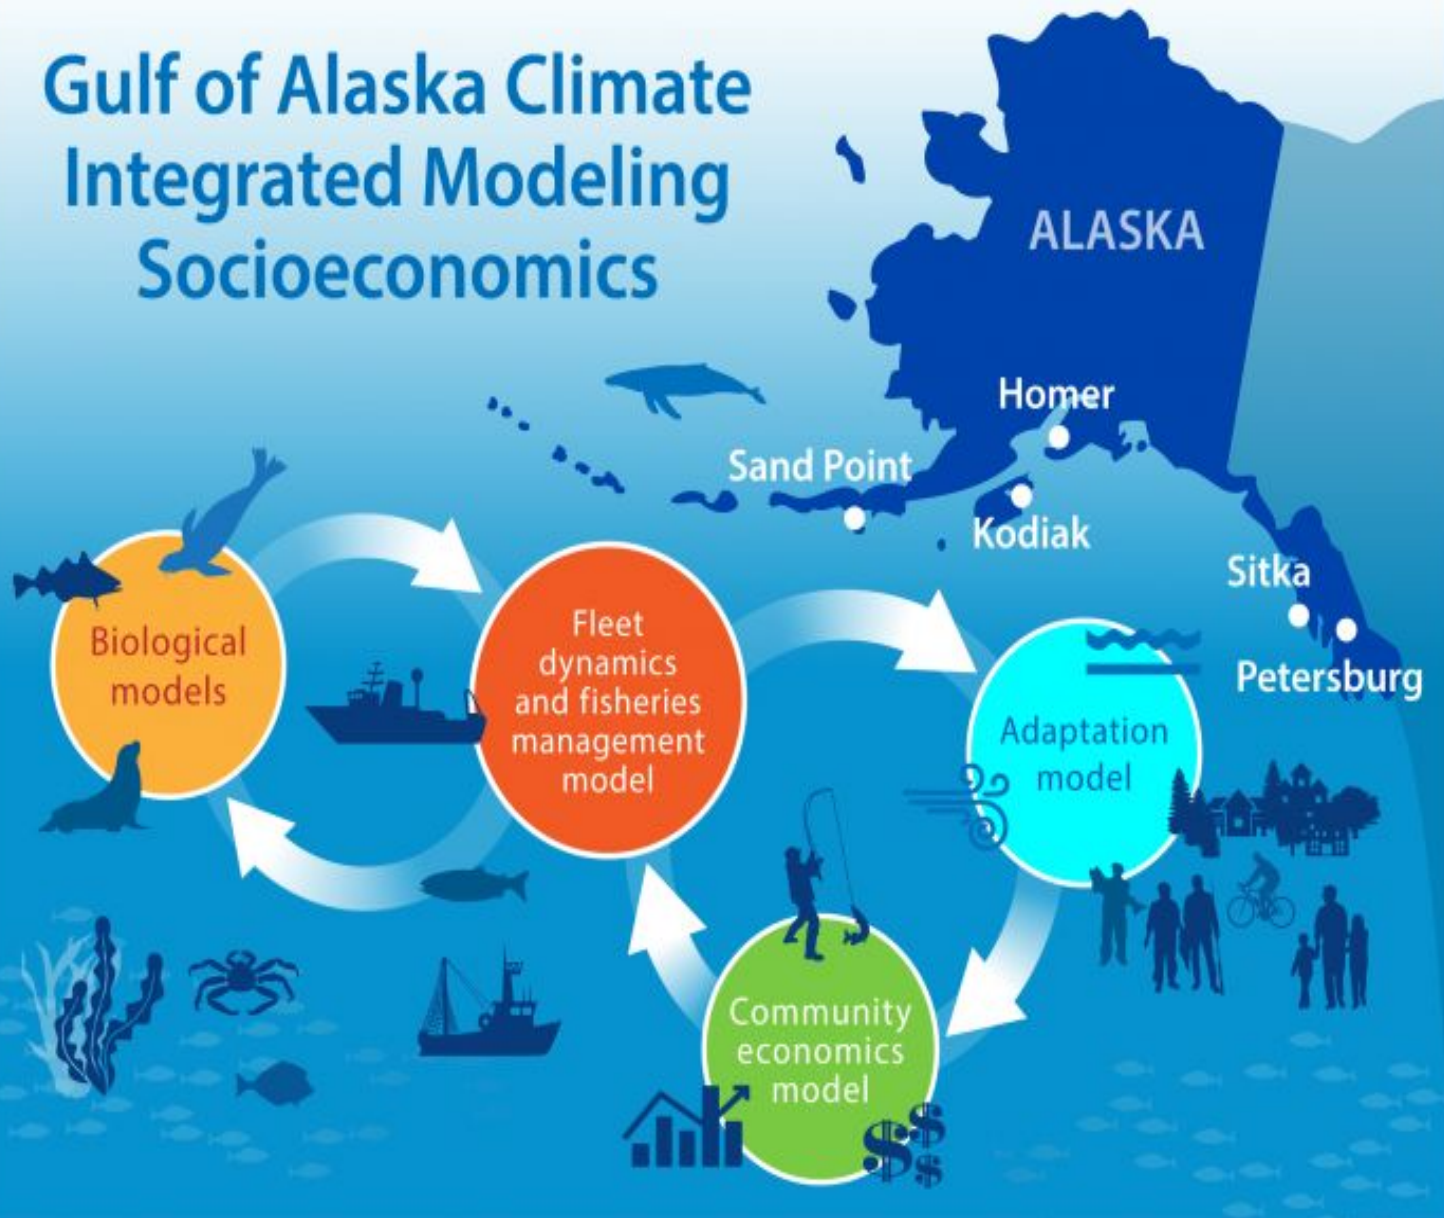 Gulf of Alaska Climate
Integrated Modeling
Socioeconomics
ALASKA
Homer
Sand Point
Kodiak
Sitka
Petersburg
Biological
models
Fleet
dynamics
and fisheries
management
model
Adaptation
model
Community
economics
model
$
$
$